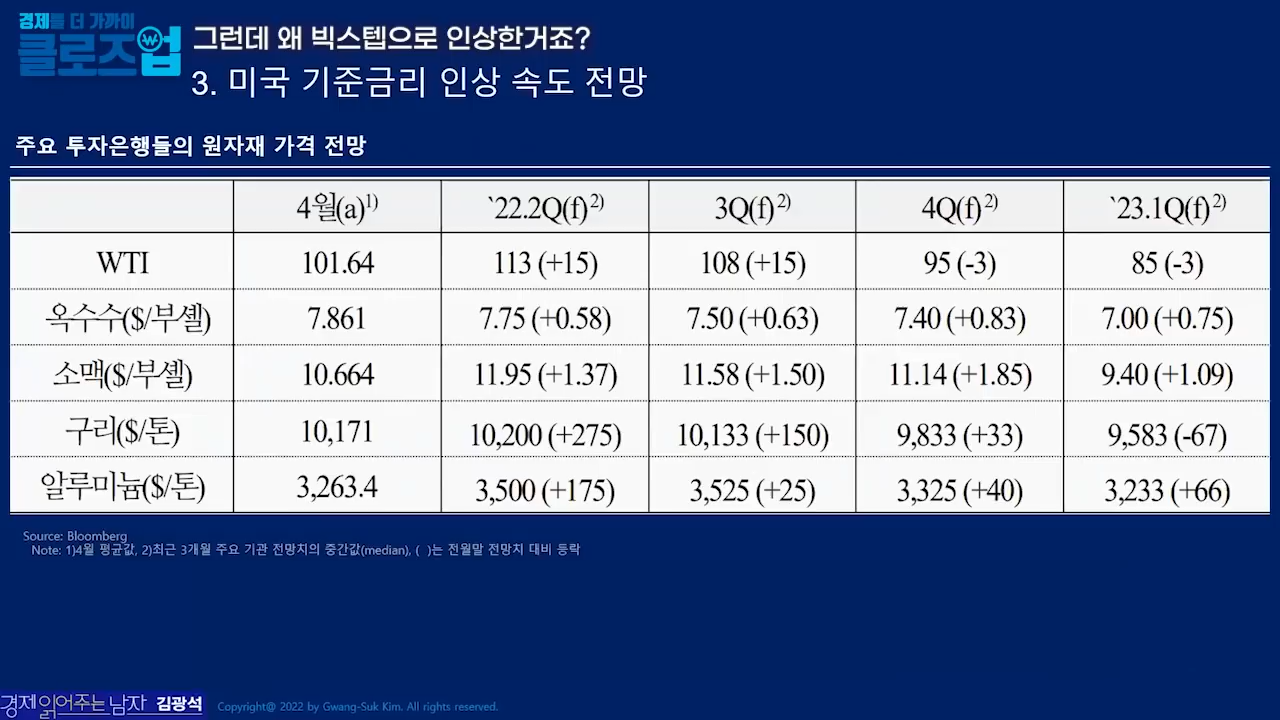 경제를 더 가까이
클로즈업
그런데 왜 빅스텝으로 인상한거죠?
3. 미국 기준금리 인상 속도 전망
주요 투자은행들의 원자재 가격 전망
4월(a)1) `22.2Q(f)2) 3Q(f)2) 4Q(f)2) `23.1Q(f)2)
WTI 101.64 113 (+15) 108 (+15) 95 (-3) 85 (-3)
옥수수($/부셸) 7.861 7.75 (+0.58) 7.50 (+0.63) 7.40 (+0.83) 7.00 (+0.75)
소맥($/부셸) 10.664 11.95 (+1.37) 11.58 (+1.50) 11.14 (+1.85) 9.40 (+1.09)
구리($/톤) 10,171 10,200 (+275) 10,133 (+150) 9,833 (+33) 9,583 (-67)
알루미늄($/톤) 3,263.4 3,500 (+175) 3,525 (+25) 3,325 (+40) 3,233 (+66)
Source: Bloomberg
Note: 1)4월 평균값, 2)최근 3개월 주요 기관 전망치의 중간값(median), ( )는 전월말 전망치 대비 등락
경제읽어주는남자 김광석 Copyright@ 2022 by Gwang-Suk Kim. All rights reserved.